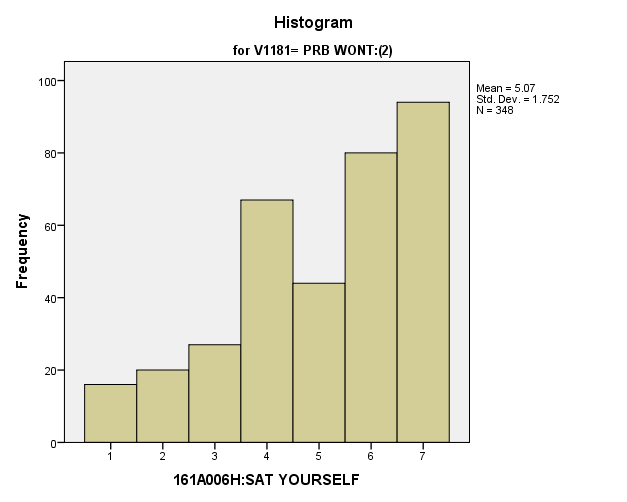 Histogram
for V1181= PRB WONT:(2)
Mean = 5.07
Std. Dev. = 1.752
N = 348
Frequency
100
80
60
40
20
0
1 2 3 4 5 6 7
161A006H:SAT YOURSELF